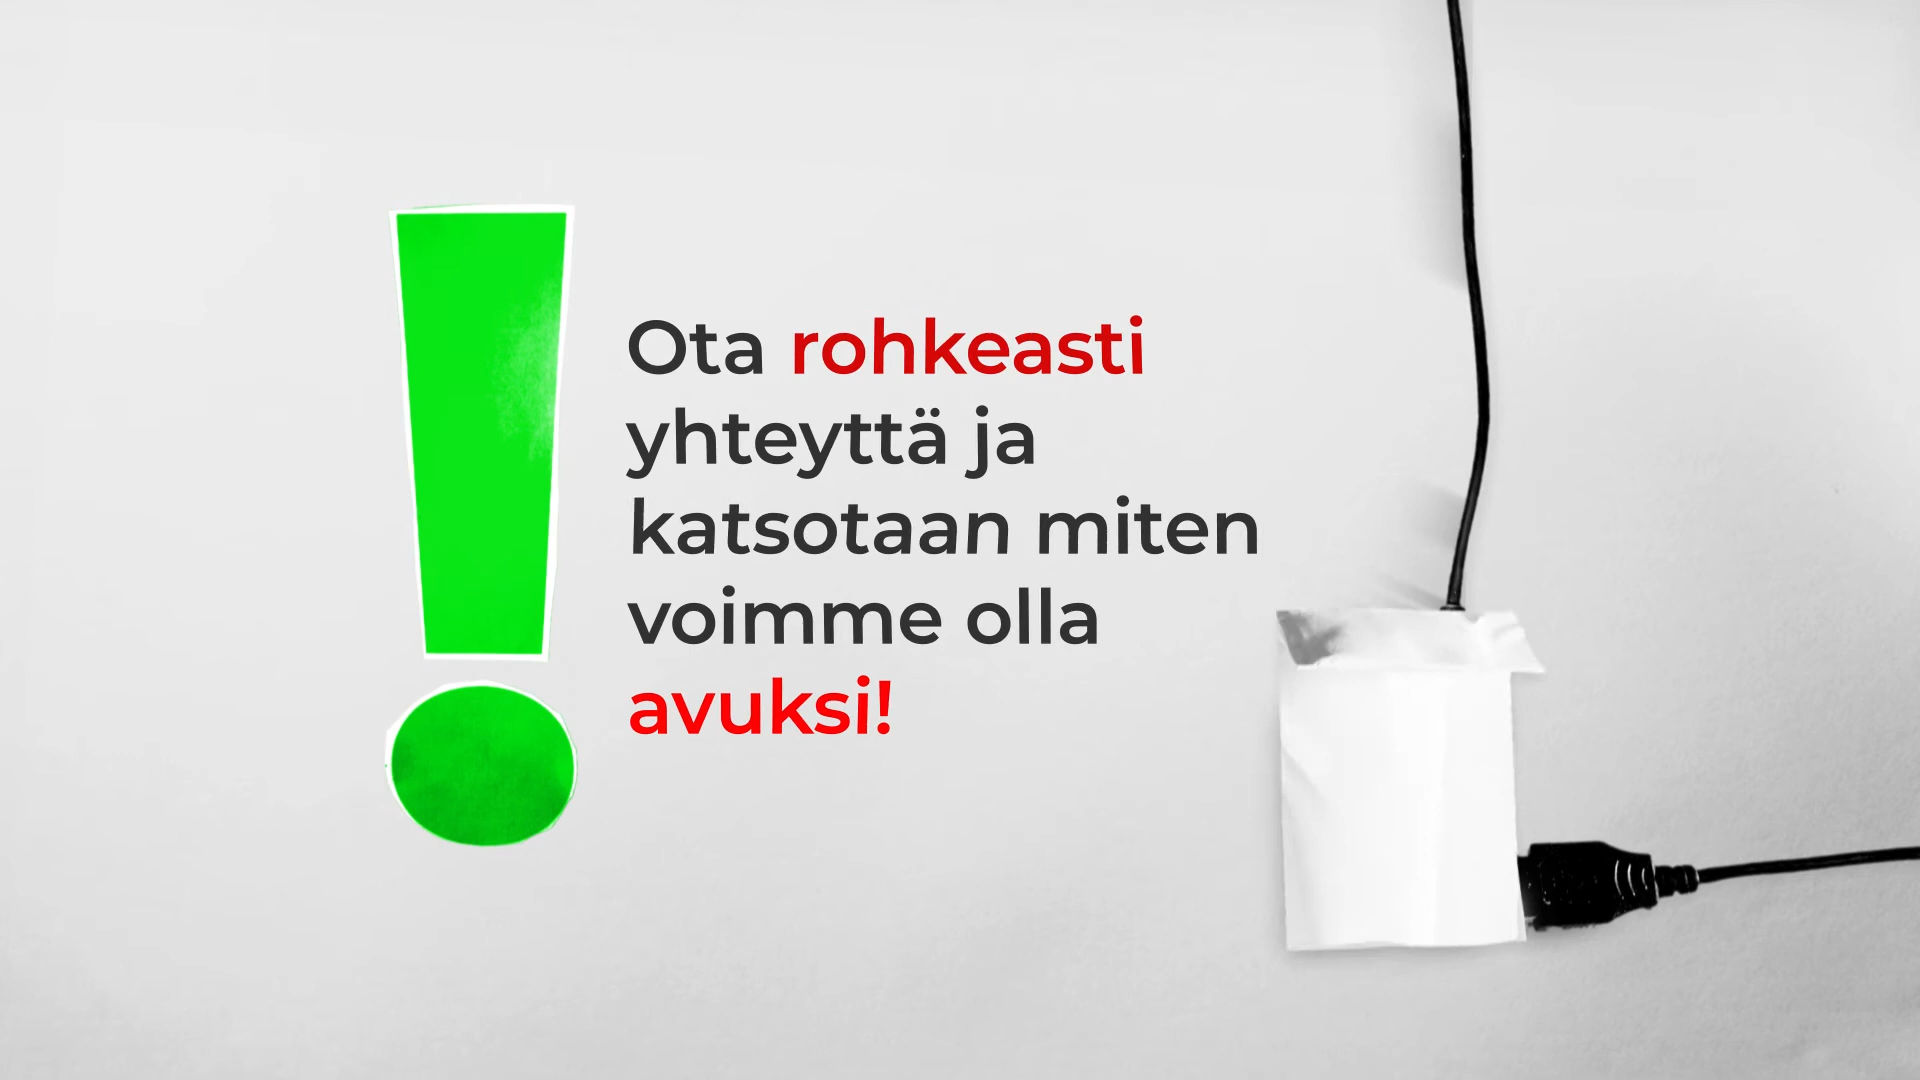 Ota rohkeasti
yhteyttä ja
katsotaan miten
voimme olla
avuksi!